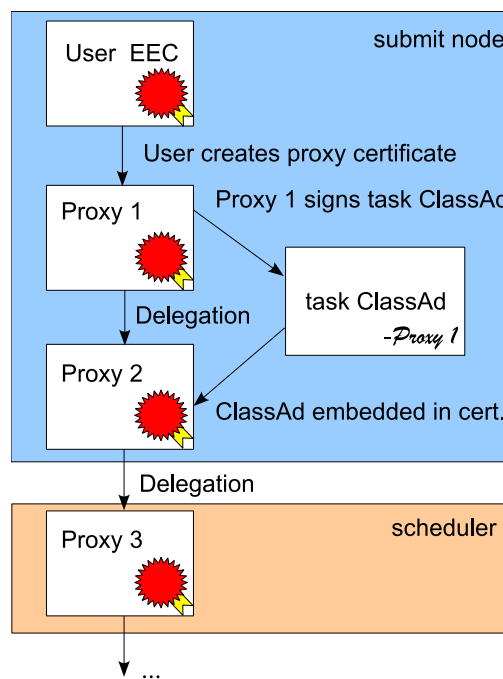 submit node
User EEC
User creates proxy certificate
Proxy 1
Proxy 1 signs task ClassAd
task ClassAd
-Proxy 1
Delegation
Proxy 2
ClassAd embedded in cert.
Delegation
scheduler
Proxy 3
...